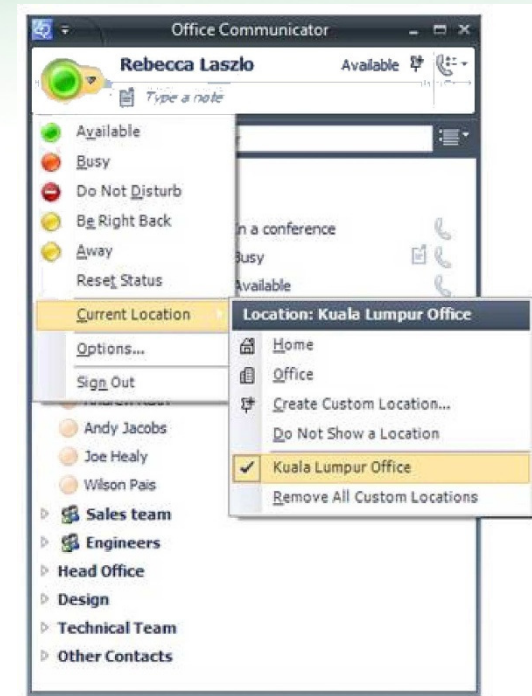 Office Communicator
Rebecca Laszlo Available
Type a note
Available
Busy
Do Not Disturb
Be Right Back
In a conference
Away
Busy
Reset Status
Available
Current Location
Location: Kuala Lumpur Office
Options...
Home
Sign Out
Office
Create Custom Location...
Do Not Show a Location
Kuala Lumpur Office
Remove All Custom Locations
Andy Jacobs
Joe Healy
Wilson Pais
Sales team
Engineers
Head Office
Design
Technical Team
Other Contacts